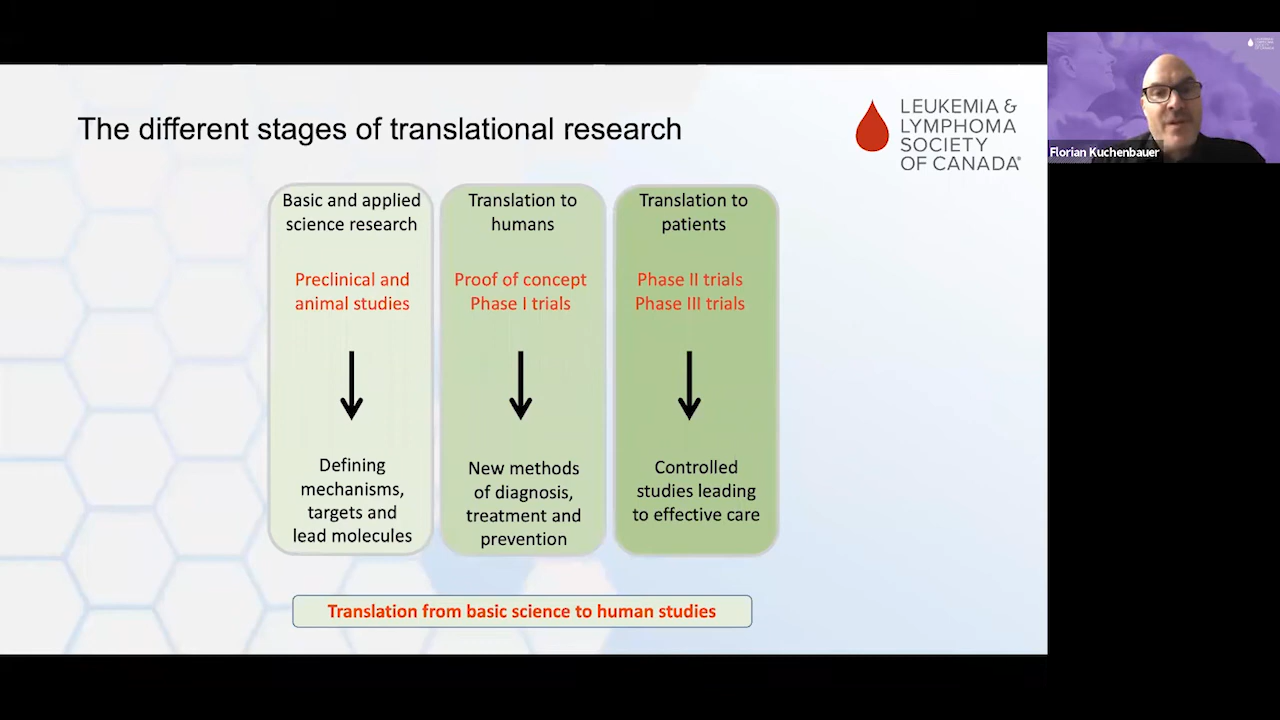 The different stages of translational research
LEUKEMIA &
LYMPHOMA
SOCIETY
OF CANADA®
Florian Kuchenbauer
Basic and applied
science research
Preclinical and
animal studies
Defining
mechanisms,
targets and
lead molecules
Translation to
humans
Proof of concept
Phase I trials
New methods
of diagnosis,
treatment and
prevention
Translation to
patients
Phase II trials
Phase III trials
Controlled
studies leading
to effective care
Translation from basic science to human studies